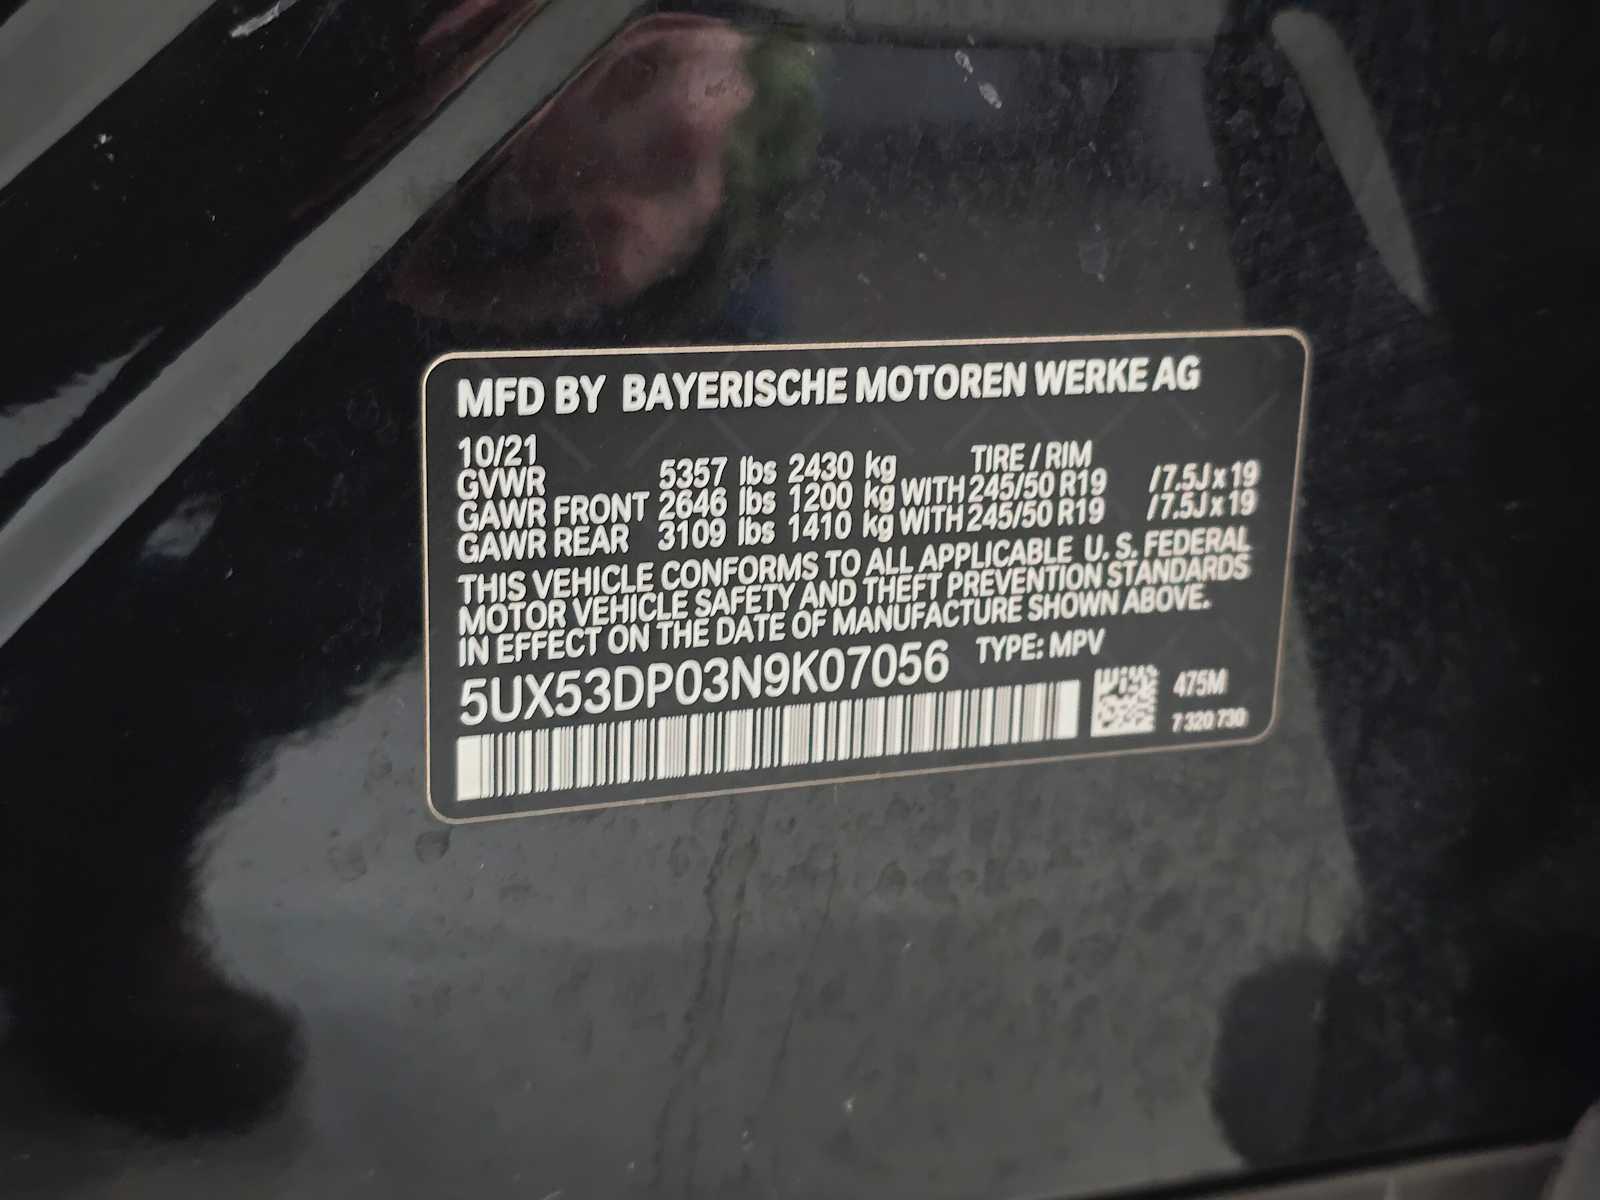 MFD BY BAYERISCHE MOTOREN WERKE AG
10/21 TIRE / RIM
GVWR 5357 lbs 2430 kg
GAWR FRONT 2646 lbs 1200 kg WITH 245/50 R19 /7.5J x 19
GAWR REAR 3109 lbs 1410 kg WITH 245/50 R19 /7.5J x 19
THIS VEHICLE CONFORMS TO ALL APPLICABLE U. S. FEDERAL
MOTOR VEHICLE SAFETY AND THEFT PREVENTION STANDARDS
IN EFFECT ON THE DATE OF MANUFACTURE SHOWN ABOVE.
5UX53DP03N9K07056 TYPE: MPV
475M
7 320 730